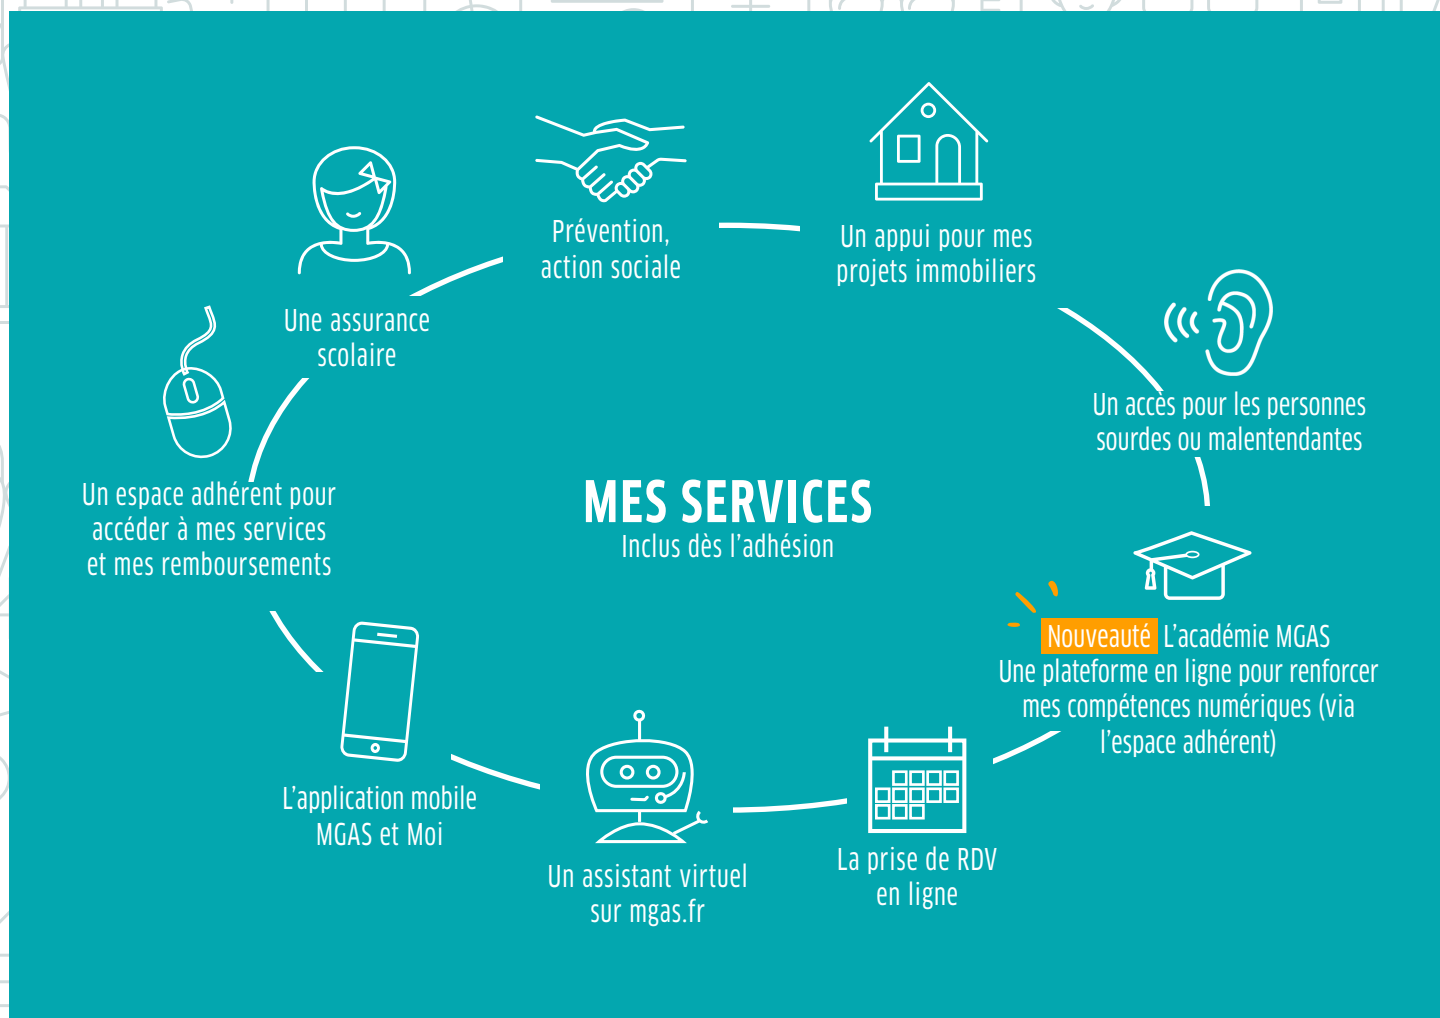 Prévention,
action sociale
Un appui pour mes
projets immobiliers
Une assurance
scolaire
Un accès pour les personnes
sourdes ou malentendantes
Un espace adhérent pour
accéder à mes services
et mes remboursements
MES SERVICES
Inclus dès l'adhésion
Nouveauté L'académie MGAS
Une plateforme en ligne pour renforcer
mes compétences numériques (via
l'espace adhérent)
L'application mobile
MGAS et Moi
Un assistant virtuel
sur mgas.fr
La prise de RDV
en ligne